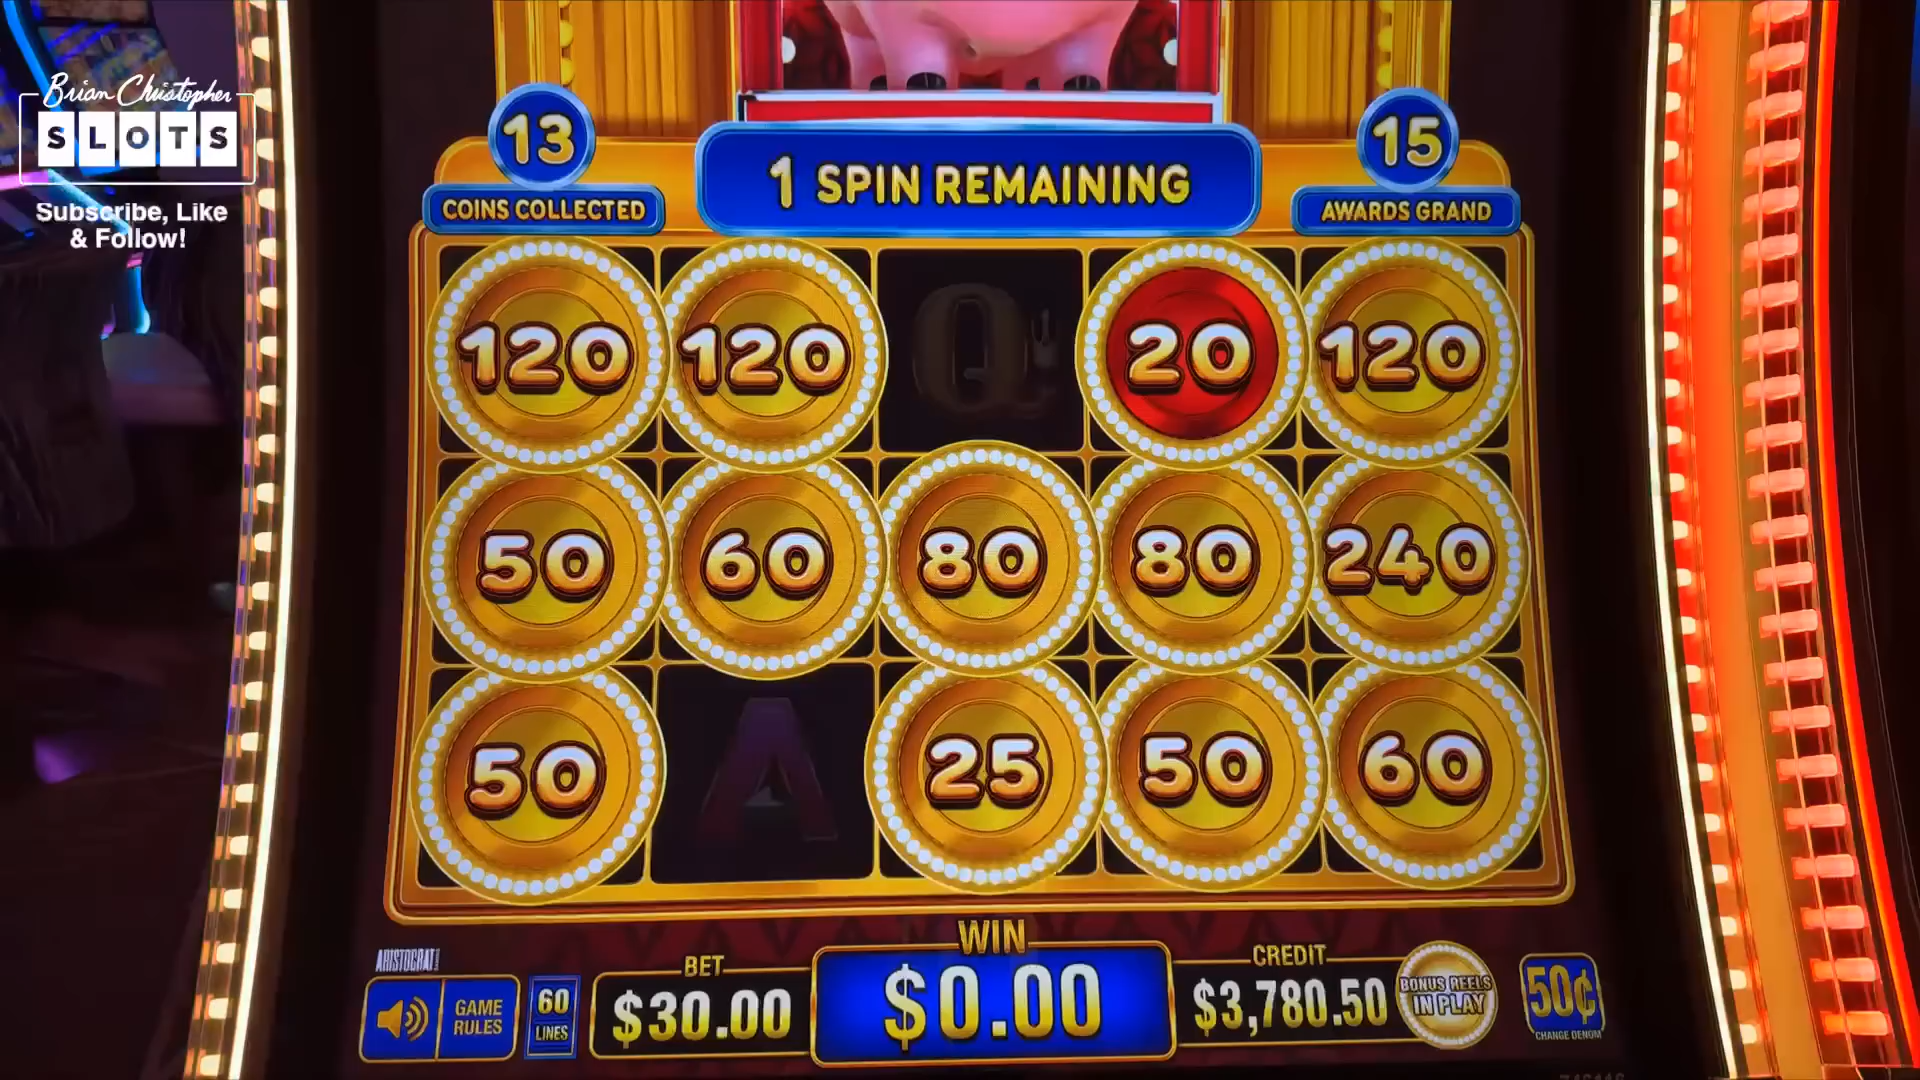 Brian Christopher
SLOTS
Subscribe, Like
& Follow!
13
COINS COLLECTED
1 SPIN REMAINING
15
AWARDS GRAND
120 120 Q 20 120
50 60 80 80 240
50 A 25 50 60
ARISTOCRAT
GAME
RULES
60
LINES
BET
$30.00
WIN
$0.00
CREDIT
$3,780.50
BONUS REELS
IN PLAY
50¢
CHANGE DENOM